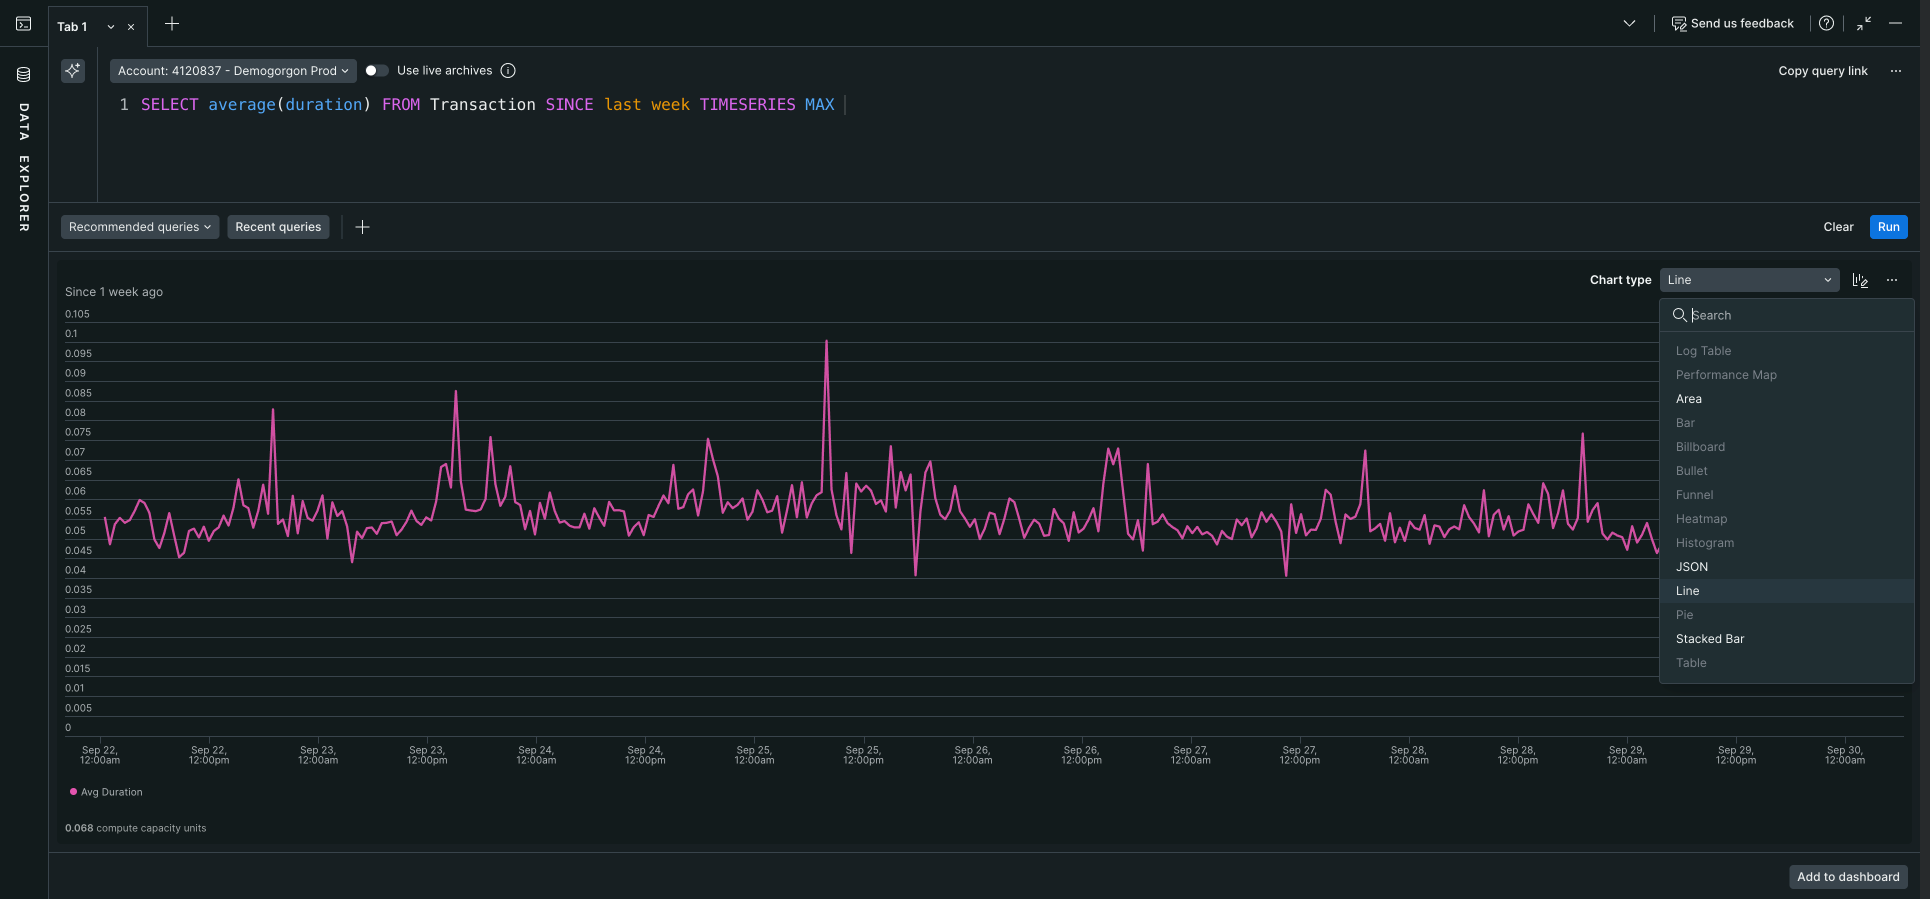 Tab 1
Send us feedback
DATA EXPLORER
Account: 4120837 - Demogorgon Prod
Use live archives
Copy query link
1 SELECT average(duration) FROM Transaction SINCE last week TIMESERIES MAX
Recommended queries
Recent queries
Clear
Run
Chart type
Line
Since 1 week ago
Search
Log Table
Performance Map
Area
Bar
Billboard
Bullet
Funnel
Heatmap
Histogram
JSON
Line
Pie
Stacked Bar
Table
0.105
0.1
0.095
0.09
0.085
0.08
0.075
0.07
0.065
0.06
0.055
0.05
0.045
0.04
0.035
0.03
0.025
0.02
0.015
0.01
0.005
0
Sep 22,
12:00am
Sep 22,
12:00pm
Sep 23,
12:00am
Sep 23,
12:00pm
Sep 24,
12:00am
Sep 24,
12:00pm
Sep 25,
12:00am
Sep 25,
12:00pm
Sep 26,
12:00am
Sep 26,
12:00pm
Sep 27,
12:00am
Sep 27,
12:00pm
Sep 28,
12:00am
Sep 28,
12:00pm
Sep 29,
12:00am
Sep 29,
12:00pm
Sep 30,
12:00am
Avg Duration
0.068 compute capacity units
Add to dashboard